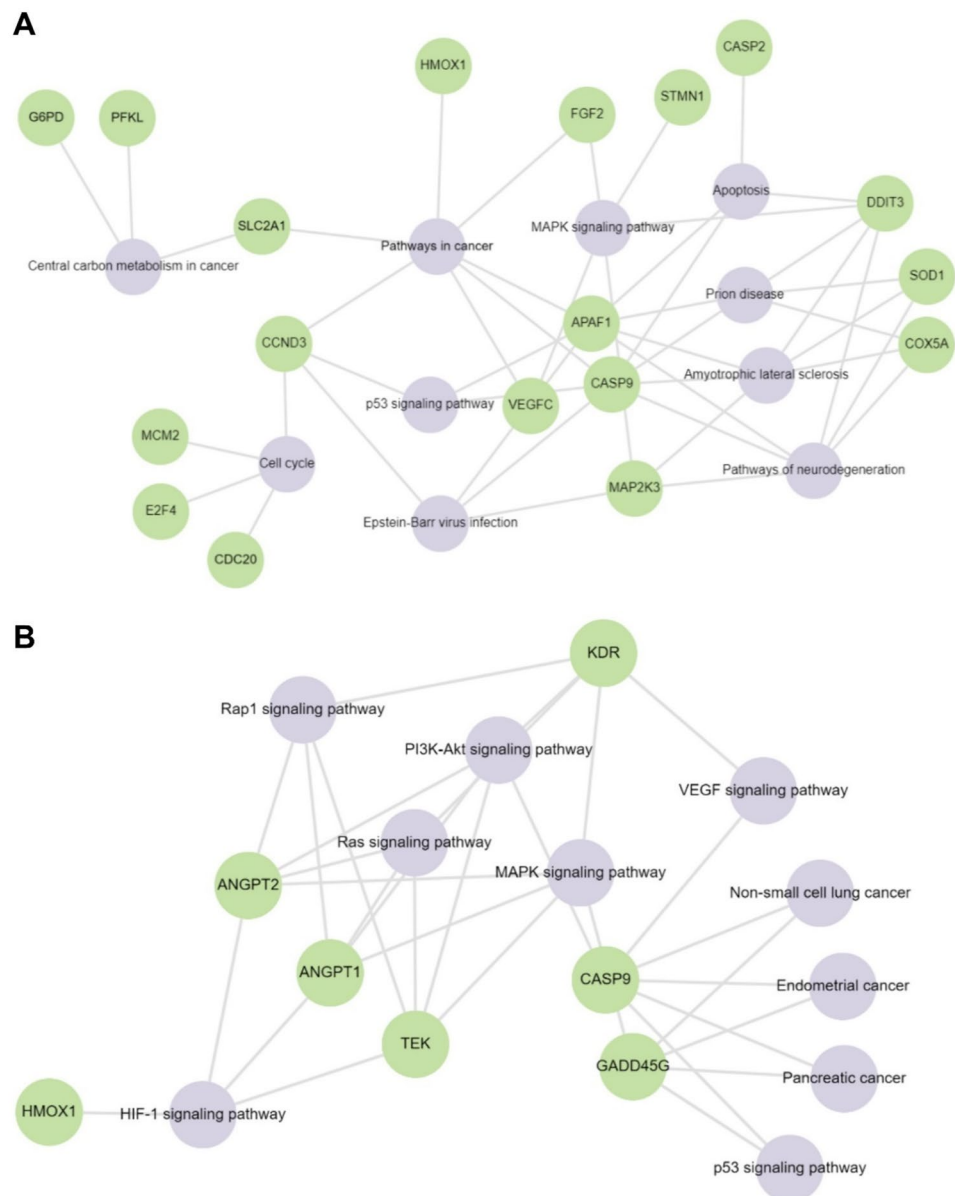 A
CASP2
HMOX1
STMN1
FGF2
G6PD
PFKL
Apoptosis
DDIT3
SLC2A1
MAPK signaling pathway
Pathways in cancer
Central carbon metabolism in cancer
SOD1
Prion disease
APAF1
CCND3
COX5A
Amyotrophic lateral sclerosis
CASP9
p53 signaling pathway
VEGFC
MCM2
Cell cycle
Pathways of neurodegeneration
MAP2K3
E2F4
Epstein-Barr virus infection
CDC20
B
KDR
Rap1 signaling pathway
PI3K-Akt signaling pathway
VEGF signaling pathway
Ras signaling pathway
MAPK signaling pathway
ANGPT2
Non-small cell lung cancer
ANGPT1
CASP9
Endometrial cancer
TEK
GADD45G
Pancreatic cancer
HMOX1
HIF-1 signaling pathway
p53 signaling pathway